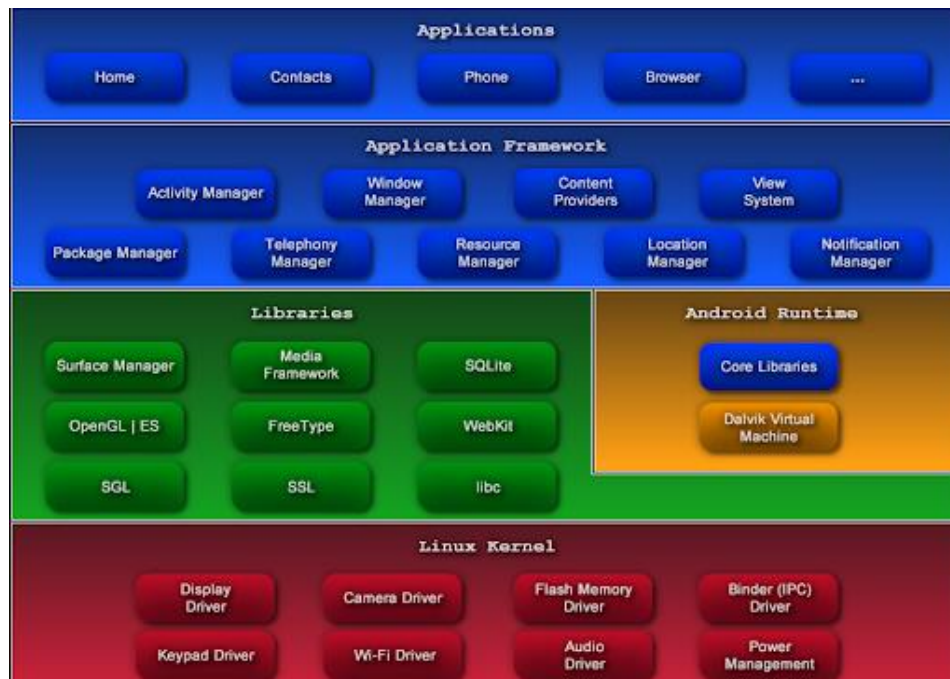 Applications
Home
Contacts
Phone
Browser
...
Application Framework
Activity Manager
Window
Manager
Content
Providers
View
System
Package Manager
Telephony
Manager
Resource
Manager
Location
Manager
Notification
Manager
Libraries
Surface Manager
Media
Framework
SQLite
OpenGL | ES
FreeType
WebKit
SGL
SSL
libc
Android Runtime
Core Libraries
Dalvik Virtual
Machine
Linux Kernel
Display
Driver
Camera Driver
Flash Memory
Driver
Binder (IPC)
Driver
Keypad Driver
Wi-Fi Driver
Audio
Driver
Power
Management